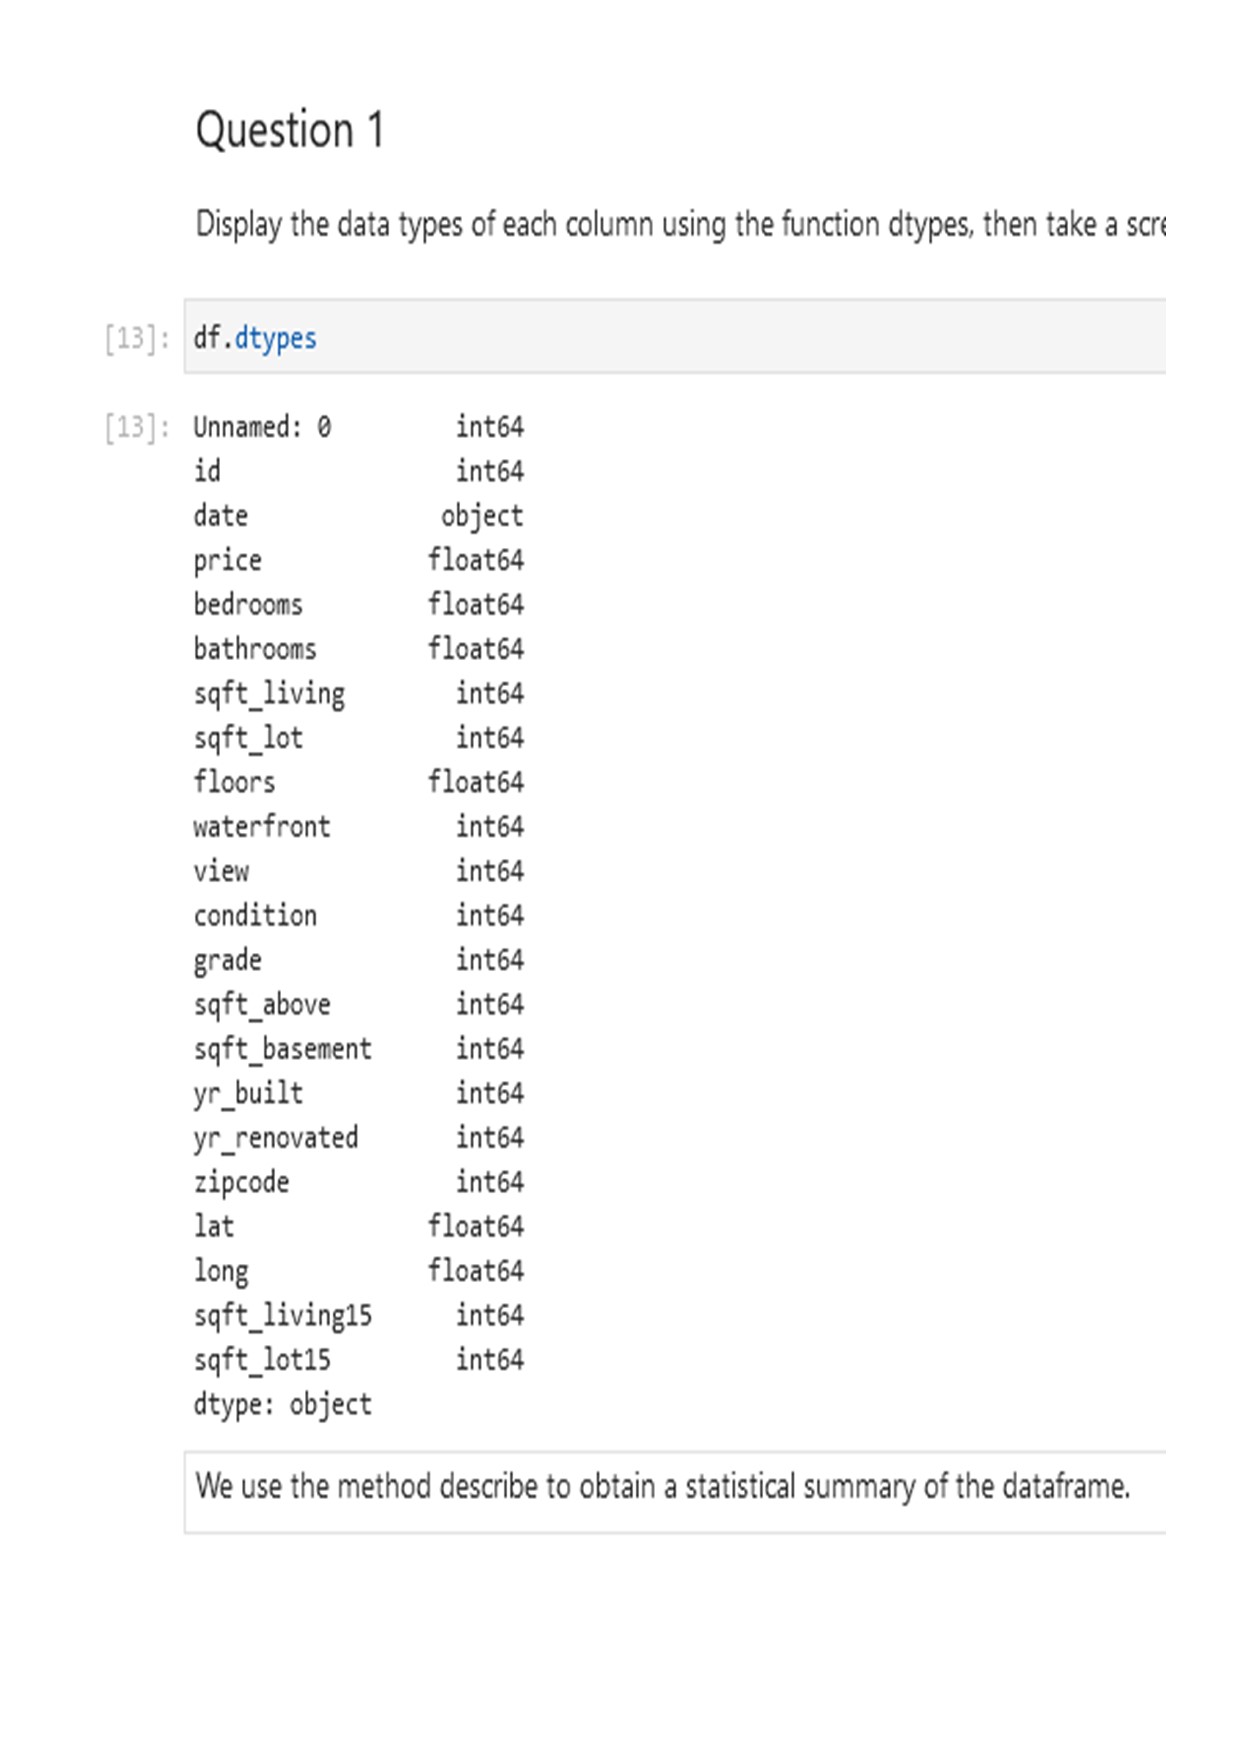 Question 1
Display the data types of each column using the function dtypes, then take a scre
[13]: df.dtypes
[13]: Unnamed: 0 int64
id int64
date object
price float64
bedrooms float64
bathrooms float64
sqft_living int64
sqft_lot int64
floors float64
waterfront int64
view int64
condition int64
grade int64
sqft_above int64
sqft_basement int64
yr_built int64
yr_renovated int64
zipcode int64
lat float64
long float64
sqft_living15 int64
sqft_lot15 int64
dtype: object
We use the method describe to obtain a statistical summary of the dataframe.